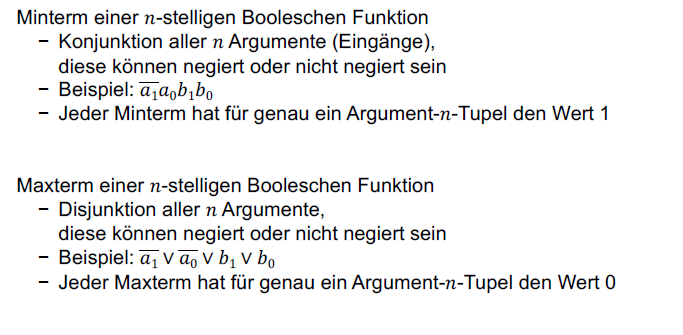 Minterm einer 𝑛-stelligen Booleschen Funktion
− Konjunktion aller 𝑛 Argumente (Eingänge),
diese können negiert oder nicht negiert sein
− Beispiel: a̅₁a₀b₁b₀
− Jeder Minterm hat für genau ein Argument-𝑛-Tupel den Wert 1
Maxterm einer 𝑛-stelligen Booleschen Funktion
− Disjunktion aller 𝑛 Argumente,
diese können negiert oder nicht negiert sein
− Beispiel: a̅₁ ∨ a̅₀ ∨ b₁ ∨ b₀
− Jeder Maxterm hat für genau ein Argument-𝑛-Tupel den Wert 0